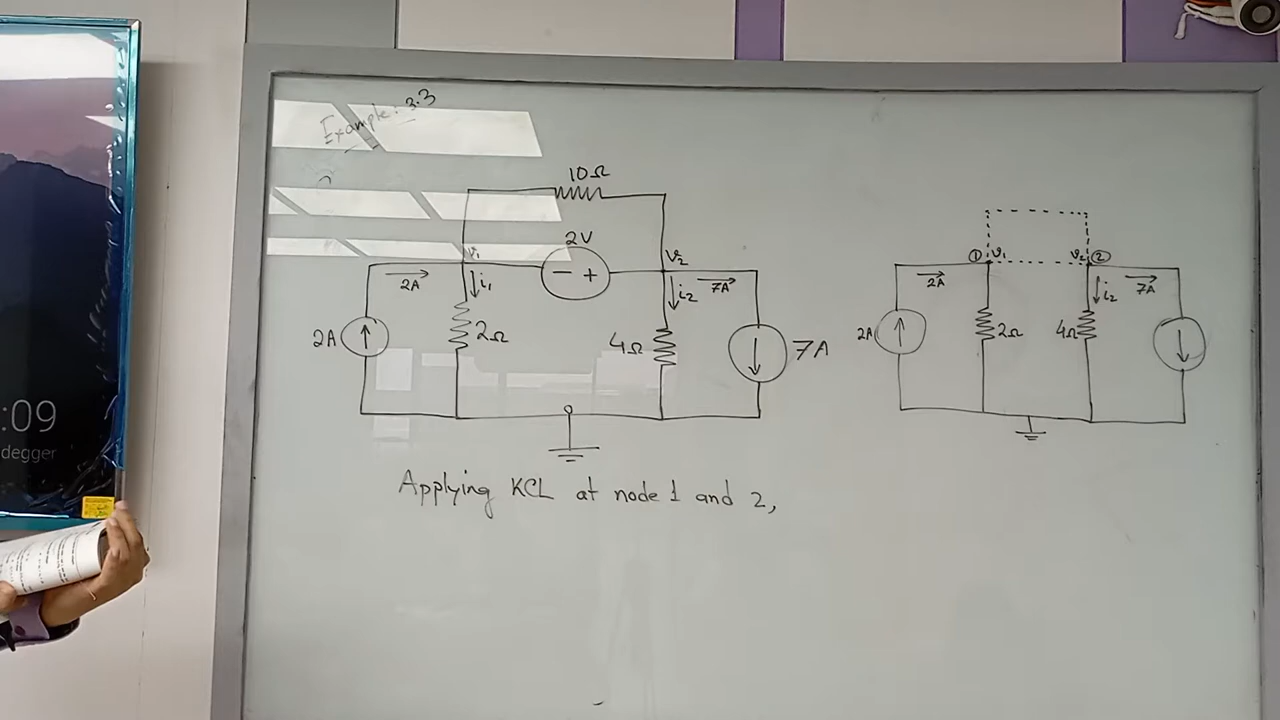 Example: 3.3
10Ω
2V
v₁
v₂
2A
i₁
i₂
7A
2A
2Ω
4Ω
7A
① v₁
v₂ ②
2A
i₂
7A
2A
2Ω
4Ω
Applying KCL at node 1 and 2,
:09
degger